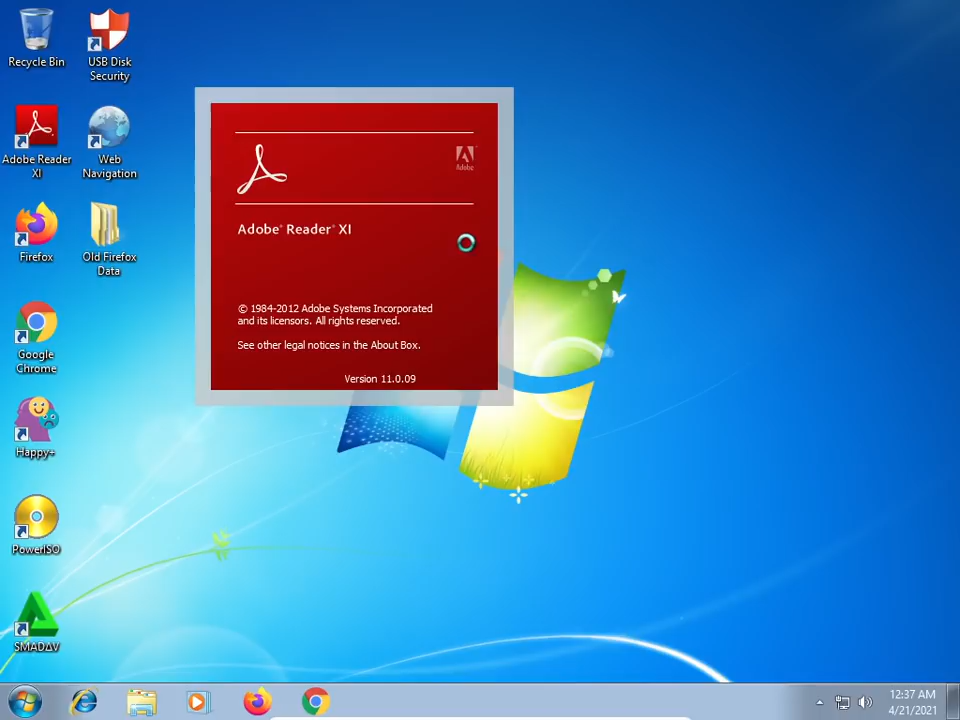 Recycle Bin
USB Disk
Security
Adobe Reader
XI
Web
Navigation
Firefox
Old Firefox
Data
Google
Chrome
Happy+
PowerISO
SMADΔV
Adobe
Adobe® Reader® XI
© 1984-2012 Adobe Systems Incorporated
and its licensors. All rights reserved.
See other legal notices in the About Box.
Version 11.0.09
12:37 AM
4/21/2021